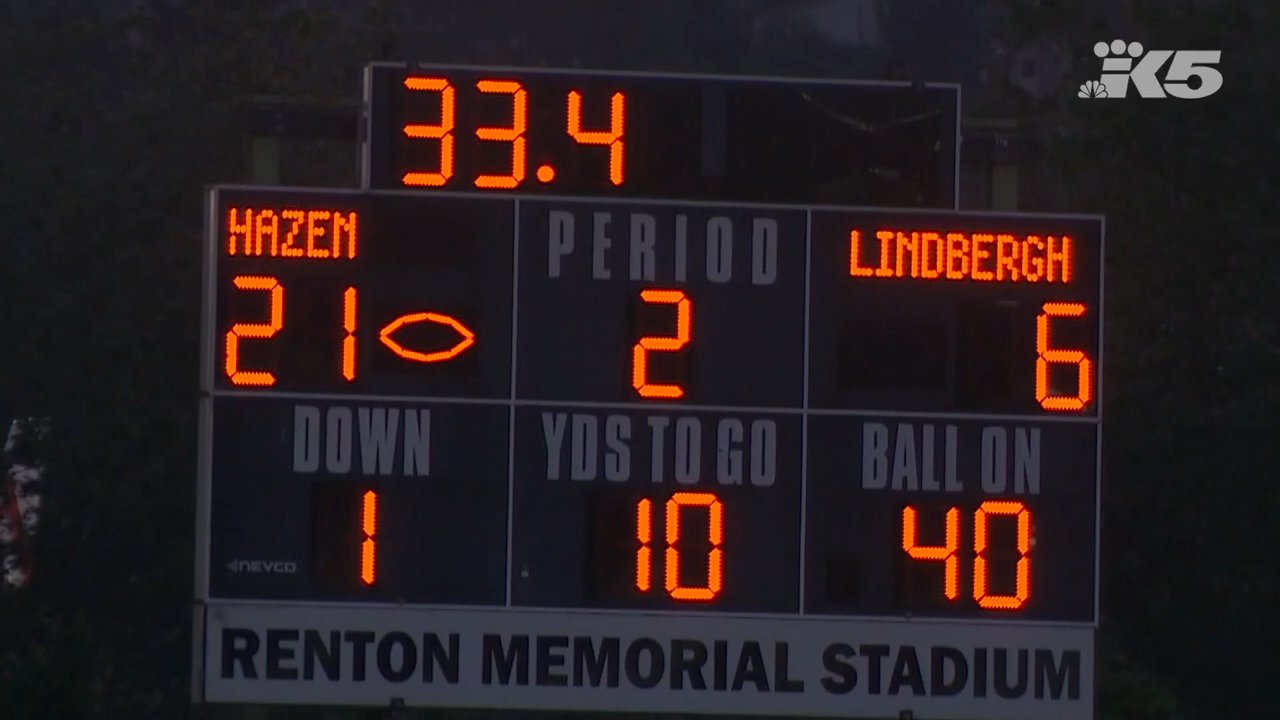 K5
33.4
HAZEN PERIOD LINDBERGH
21 2 6
DOWN YDS TO GO BALL ON
1 10 40
NEVCO
RENTON MEMORIAL STADIUM